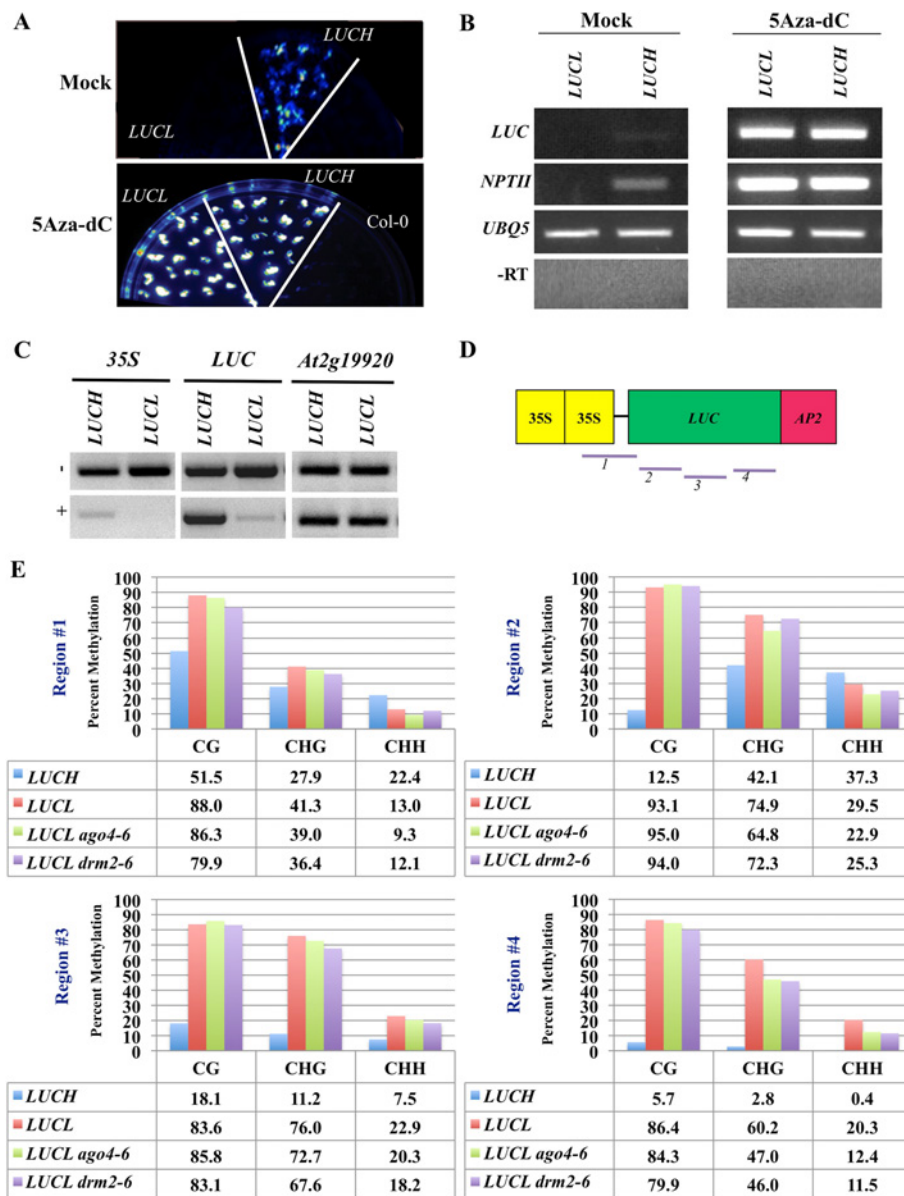 A
Mock
LUCH
LUCL
5Aza-dC
LUCL
LUCH
Col-0
B
Mock
5Aza-dC
LUCL
LUCH
LUCL
LUCH
LUC
NPTII
UBQ5
-RT
C
35S
LUC
At2g19920
LUCH
LUCL
LUCH
LUCL
LUCH
LUCL
-
+
D
35S
35S
LUC
AP2
1
2
3
4
E
Region #1
Percent Methylation
100
90
80
70
60
50
40
30
20
10
0
CG CHG CHH
LUCH 51.5 27.9 22.4
LUCL 88.0 41.3 13.0
LUCL ago4-6 86.3 39.0 9.3
LUCL drm2-6 79.9 36.4 12.1
Region #2
Percent Methylation
100
90
80
70
60
50
40
30
20
10
0
CG CHG CHH
LUCH 12.5 42.1 37.3
LUCL 93.1 74.9 29.5
LUCL ago4-6 95.0 64.8 22.9
LUCL drm2-6 94.0 72.3 25.3
Region #3
Percent Methylation
100
90
80
70
60
50
40
30
20
10
0
CG CHG CHH
LUCH 18.1 11.2 7.5
LUCL 83.6 76.0 22.9
LUCL ago4-6 85.8 72.7 20.3
LUCL drm2-6 83.1 67.6 18.2
Region #4
Percent Methylation
100
90
80
70
60
50
40
30
20
10
0
CG CHG CHH
LUCH 5.7 2.8 0.4
LUCL 86.4 60.2 20.3
LUCL ago4-6 84.3 47.0 12.4
LUCL drm2-6 79.9 46.0 11.5